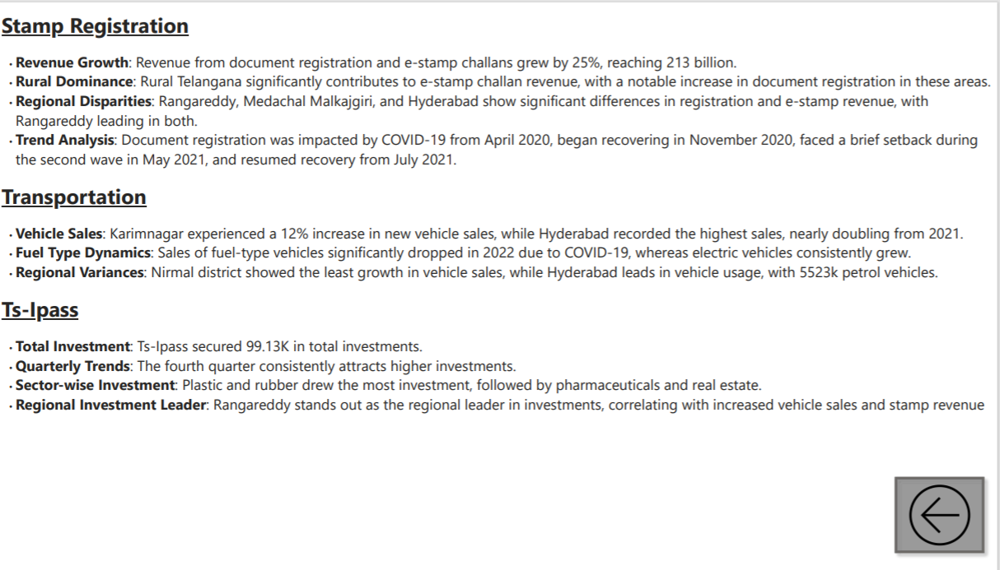 Stamp Registration
• Revenue Growth: Revenue from document registration and e-stamp challans grew by 25%, reaching 213 billion.
• Rural Dominance: Rural Telangana significantly contributes to e-stamp challan revenue, with a notable increase in document registration in these areas.
• Regional Disparities: Rangareddy, Medachal Malkajgiri, and Hyderabad show significant differences in registration and e-stamp revenue, with
Rangareddy leading in both.
• Trend Analysis: Document registration was impacted by COVID-19 from April 2020, began recovering in November 2020, faced a brief setback during
the second wave in May 2021, and resumed recovery from July 2021.
Transportation
• Vehicle Sales: Karimnagar experienced a 12% increase in new vehicle sales, while Hyderabad recorded the highest sales, nearly doubling from 2021.
• Fuel Type Dynamics: Sales of fuel-type vehicles significantly dropped in 2022 due to COVID-19, whereas electric vehicles consistently grew.
• Regional Variances: Nirmal district showed the least growth in vehicle sales, while Hyderabad leads in vehicle usage, with 5523k petrol vehicles.
Ts-Ipass
• Total Investment: Ts-Ipass secured 99.13K in total investments.
• Quarterly Trends: The fourth quarter consistently attracts higher investments.
• Sector-wise Investment: Plastic and rubber drew the most investment, followed by pharmaceuticals and real estate.
• Regional Investment Leader: Rangareddy stands out as the regional leader in investments, correlating with increased vehicle sales and stamp revenue